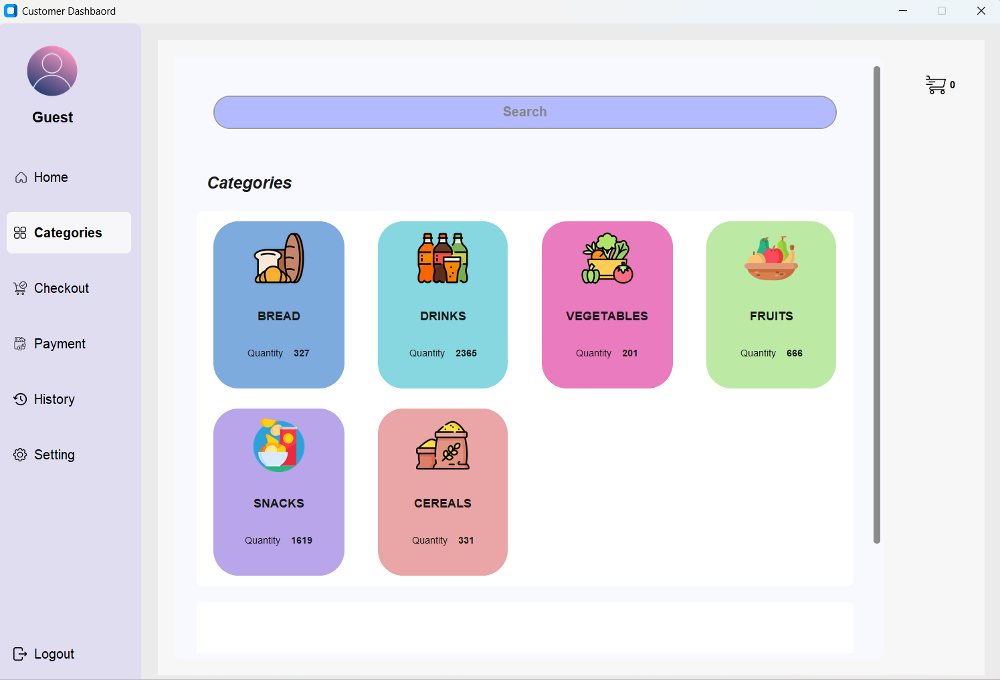 Customer Dashbaord
Guest
Home
Categories
Checkout
Payment
History
Setting
Logout
0
Search
Categories
BREAD
Quantity 327
DRINKS
Quantity 2365
VEGETABLES
Quantity 201
FRUITS
Quantity 666
SNACKS
Quantity 1619
CEREALS
Quantity 331